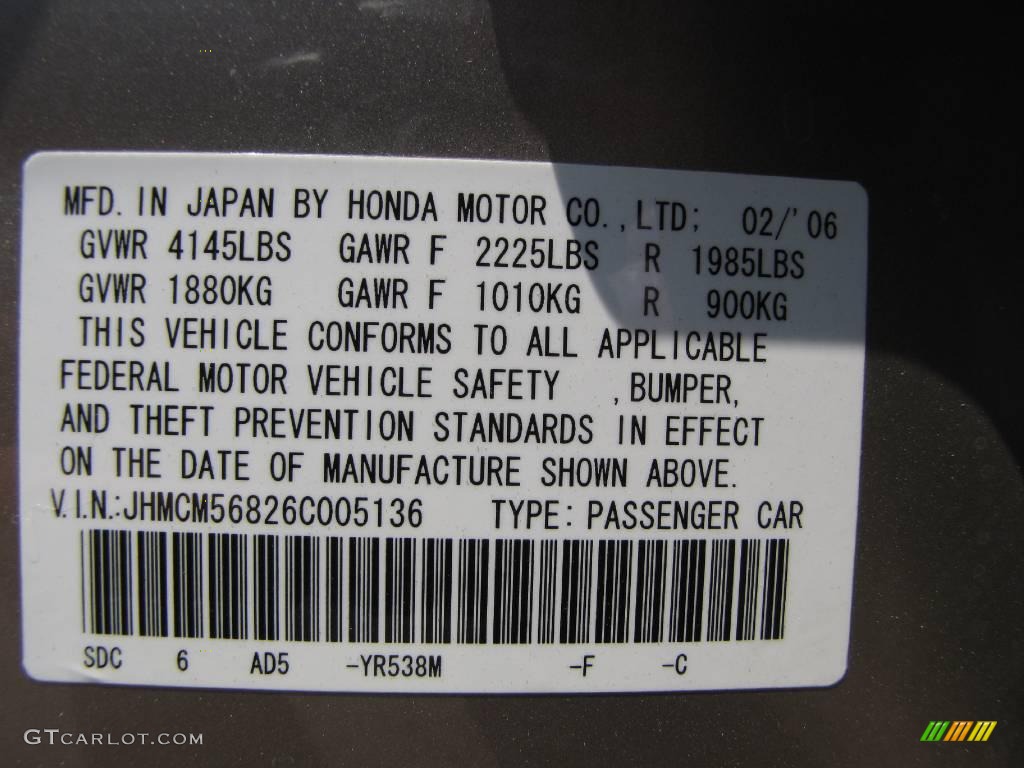 MFD. IN JAPAN BY HONDA MOTOR CO.,LTD; 02/'06
GVWR 4145LBS GAWR F 2225LBS R 1985LBS
GVWR 1880KG GAWR F 1010KG R 900KG
THIS VEHICLE CONFORMS TO ALL APPLICABLE
FEDERAL MOTOR VEHICLE SAFETY , BUMPER,
AND THEFT PREVENTION STANDARDS IN EFFECT
ON THE DATE OF MANUFACTURE SHOWN ABOVE.
V.I.N.:JHMCM56826C005136 TYPE: PASSENGER CAR
SDC 6 AD5 -YR538M -F -C
GTCARLOT.COM